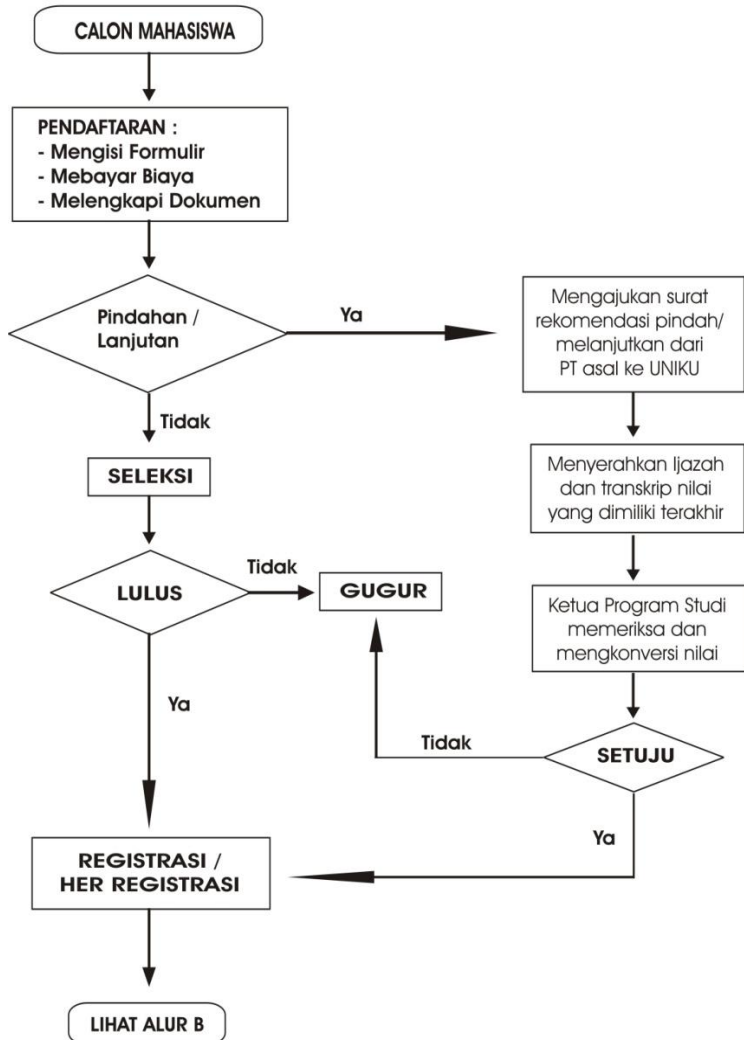 CALON MAHASISWA
PENDAFTARAN :
- Mengisi Formulir
- Mebayar Biaya
- Melengkapi Dokumen
Pindahan /
Lanjutan
Ya
Mengajukan surat
rekomendasi pindah/
melanjutkan dari
PT asal ke UNIKU
Tidak
SELEKSI
Menyerahkan Ijazah
dan transkrip nilai
yang dimiliki terakhir
LULUS
Tidak
GUGUR
Ketua Program Studi
memeriksa dan
mengkonversi nilai
Ya
Tidak
SETUJU
Ya
REGISTRASI /
HER REGISTRASI
LIHAT ALUR B